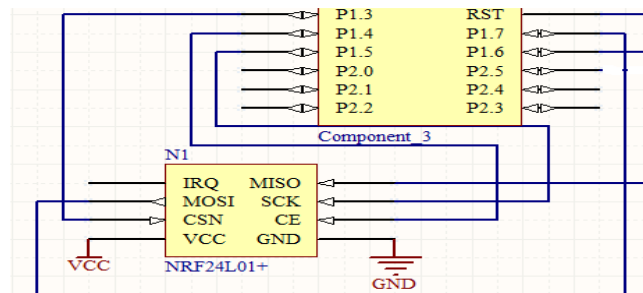 P1.3 RST
P1.4 P1.7
P1.5 P1.6
P2.0 P2.5
P2.1 P2.4
P2.2 P2.3
Component_3
N1
IRQ MISO
MOSI SCK
CSN CE
VCC GND
VCC NRF24L01+ GND